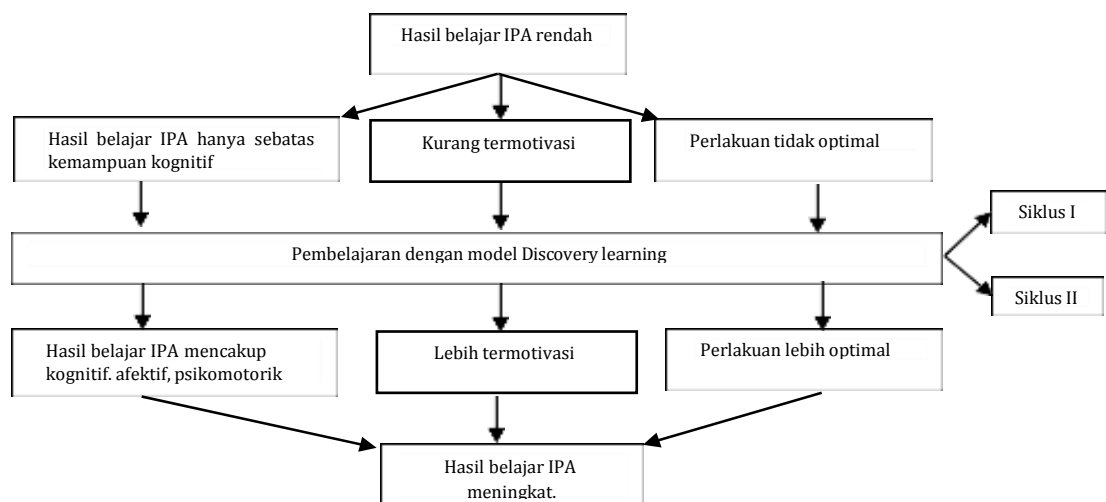 Hasil belajar IPA rendah
Hasil belajar IPA hanya sebatas
kemampuan kognitif
Kurang termotivasi
Perlakuan tidak optimal
Siklus I
Pembelajaran dengan model Discovery learning
Siklus II
Hasil belajar IPA mencakup
kognitif. afektif, psikomotorik
Lebih termotivasi
Perlakuan lebih optimal
Hasil belajar IPA
meningkat.